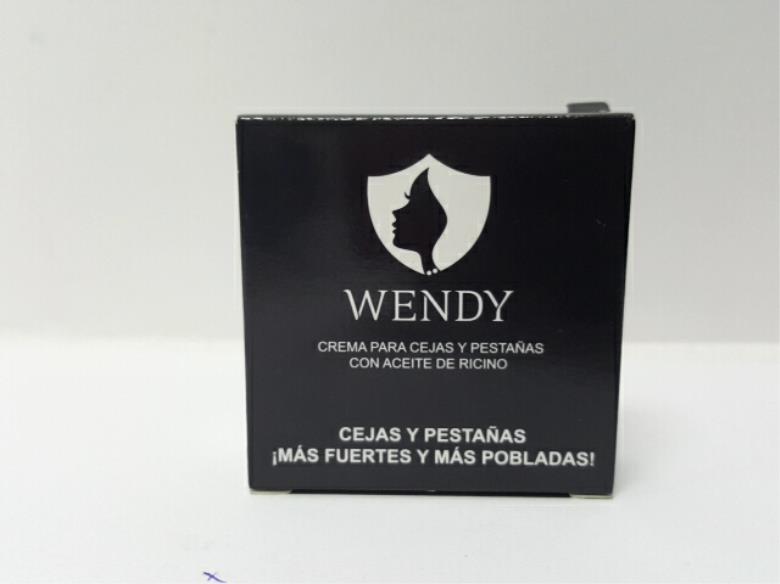 WENDY
CREMA PARA CEJAS Y PESTAÑAS
CON ACEITE DE RICINO
CEJAS Y PESTAÑAS
¡MÁS FUERTES Y MÁS POBLADAS!